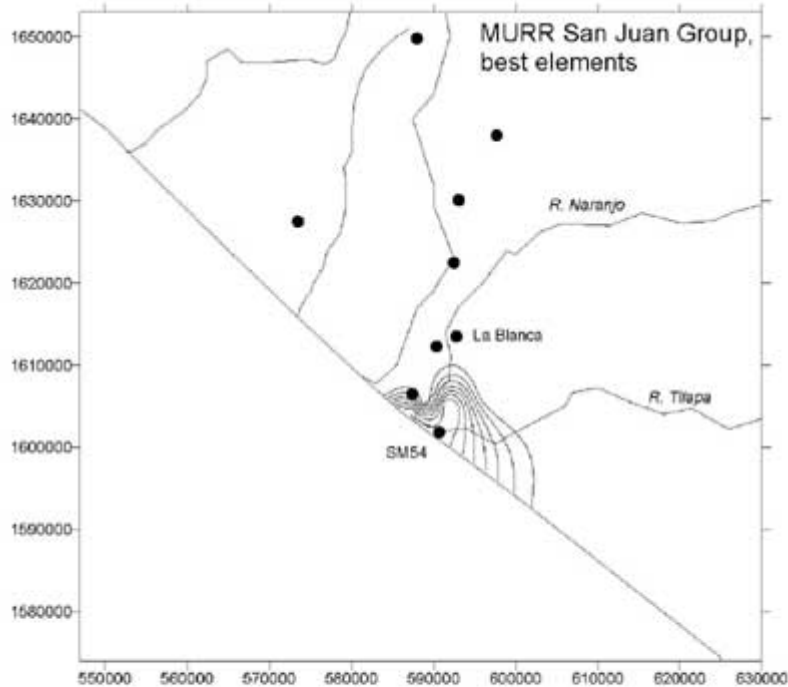 MURR San Juan Group,
best elements
1650000
1640000
1630000
1620000
1610000
1600000
1590000
1580000
R. Naranjo
La Blanca
R. Tilapa
SM54
550000 560000 570000 580000 590000 600000 610000 620000 630000